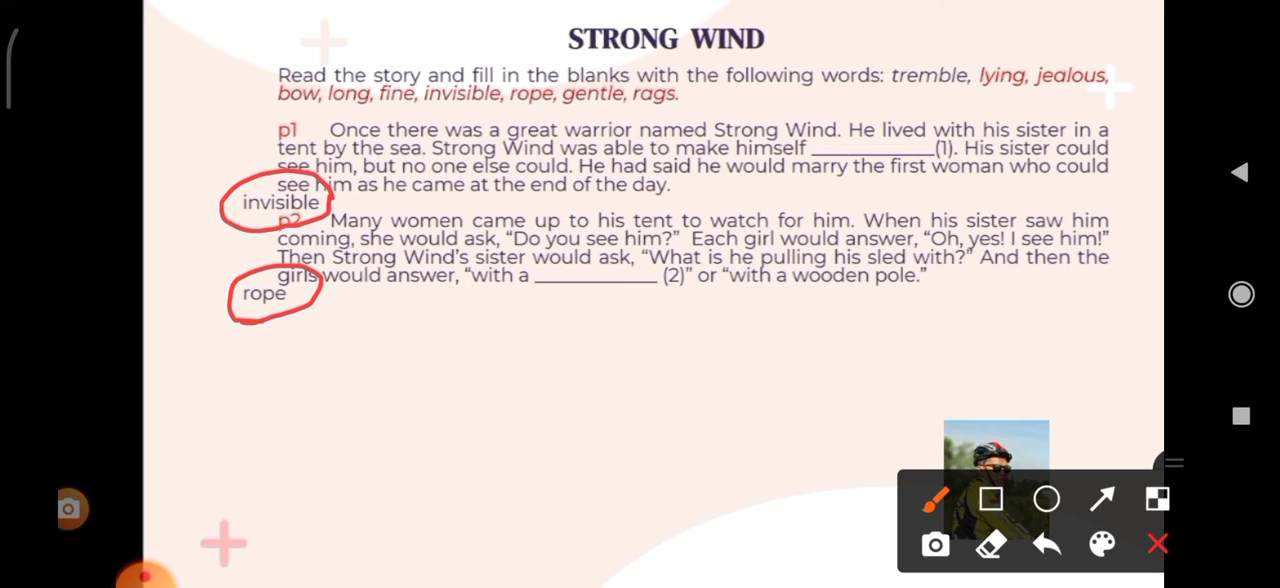 STRONG WIND
Read the story and fill in the blanks with the following words: tremble, lying, jealous,
bow, long, fine, invisible, rope, gentle, rags.
p1 Once there was a great warrior named Strong Wind. He lived with his sister in a
tent by the sea. Strong Wind was able to make himself ____________(1). His sister could
see him, but no one else could. He had said he would marry the first woman who could
see him as he came at the end of the day.
invisible
p2 Many women came up to his tent to watch for him. When his sister saw him
coming, she would ask, “Do you see him?” Each girl would answer, “Oh, yes! I see him!”
Then Strong Wind’s sister would ask, “What is he pulling his sled with?” And then the
girls would answer, “with a ____________ (2)” or “with a wooden pole.”
rope